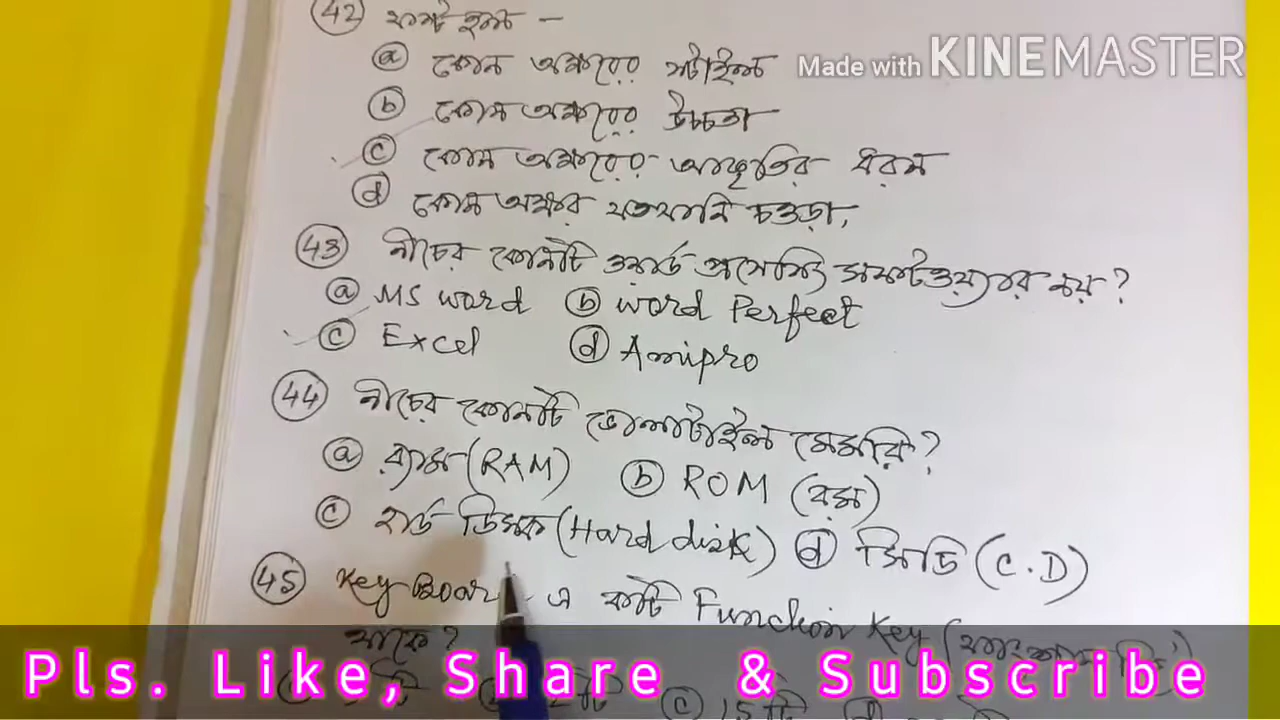 42 ফন্ট হল —
Made with KINEMASTER
a কোন অক্ষরের স্টাইল
b কোন অক্ষরের উচ্চতা
c কোন অক্ষরের আকৃতির ধরন
d কোন অক্ষর যতখানি চওড়া,
43 নীচের কোনটি ওয়ার্ড প্রসেসিং সফটওয়্যার নয়?
a MS word b word Perfect
c Excel d Amipro
44 নীচের কোনটি ভোলাটাইল মেমরি?
a র‍্যাম (RAM) b ROM (রম)
c হার্ড ডিস্ক (Hard disk) d সিডি (C.D)
45 Key Boar এ কটি Function Key
থাকে?
Pls. Like, Share & Subscribe
c 15 টি